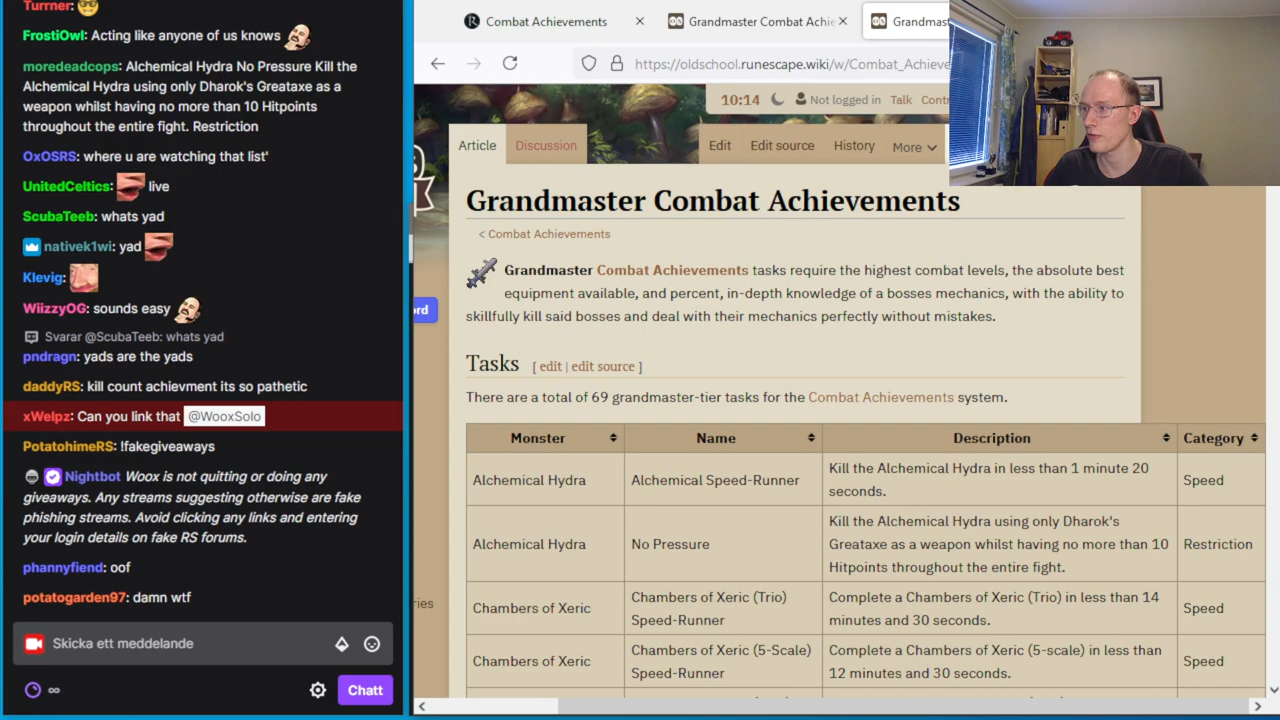 Turrner:
FrostiOwl: Acting like anyone of us knows
moredeadcops: Alchemical Hydra No Pressure Kill the
Alchemical Hydra using only Dharok's Greataxe as a
weapon whilst having no more than 10 Hitpoints
throughout the entire fight. Restriction
OxOSRS: where u are watching that list'
UnitedCeltics: live
ScubaTeeb: whats yad
nativek1wi: yad
Klevig:
WiizzyOG: sounds easy
Svarar @ScubaTeeb: whats yad
pndragn: yads are the yads
daddyRS: kill count achievment its so pathetic
xWelpz: Can you link that @WooxSolo
PotatohimeRS: !fakegiveaways
Nightbot Woox is not quitting or doing any
giveaways. Any streams suggesting otherwise are fake
phishing streams. Avoid clicking any links and entering
your login details on fake RS forums.
phannyfiend: oof
potatogarden97: damn wtf
Skicka ett meddelande
∞
Chatt
Combat Achievements
Grandmaster Combat Achie
Grandmas
https://oldschool.runescape.wiki/w/Combat_Achieve
10:14 Not logged in Talk Contr
Article Discussion Edit Edit source History More
Grandmaster Combat Achievements
< Combat Achievements
Grandmaster Combat Achievements tasks require the highest combat levels, the absolute best
equipment available, and percent, in-depth knowledge of a bosses mechanics, with the ability to
skillfully kill said bosses and deal with their mechanics perfectly without mistakes.
ord
Tasks [ edit | edit source ]
There are a total of 69 grandmaster-tier tasks for the Combat Achievements system.
Monster Name Description Category
Alchemical Hydra Alchemical Speed-Runner Kill the Alchemical Hydra in less than 1 minute 20 Speed
seconds.
Kill the Alchemical Hydra using only Dharok's
Alchemical Hydra No Pressure Greataxe as a weapon whilst having no more than 10 Restriction
Hitpoints throughout the entire fight.
ries
Chambers of Xeric Chambers of Xeric (Trio) Complete a Chambers of Xeric (Trio) in less than 14 Speed
Speed-Runner minutes and 30 seconds.
Chambers of Xeric Chambers of Xeric (5-Scale) Complete a Chambers of Xeric (5-scale) in less than Speed
Speed-Runner 12 minutes and 30 seconds.